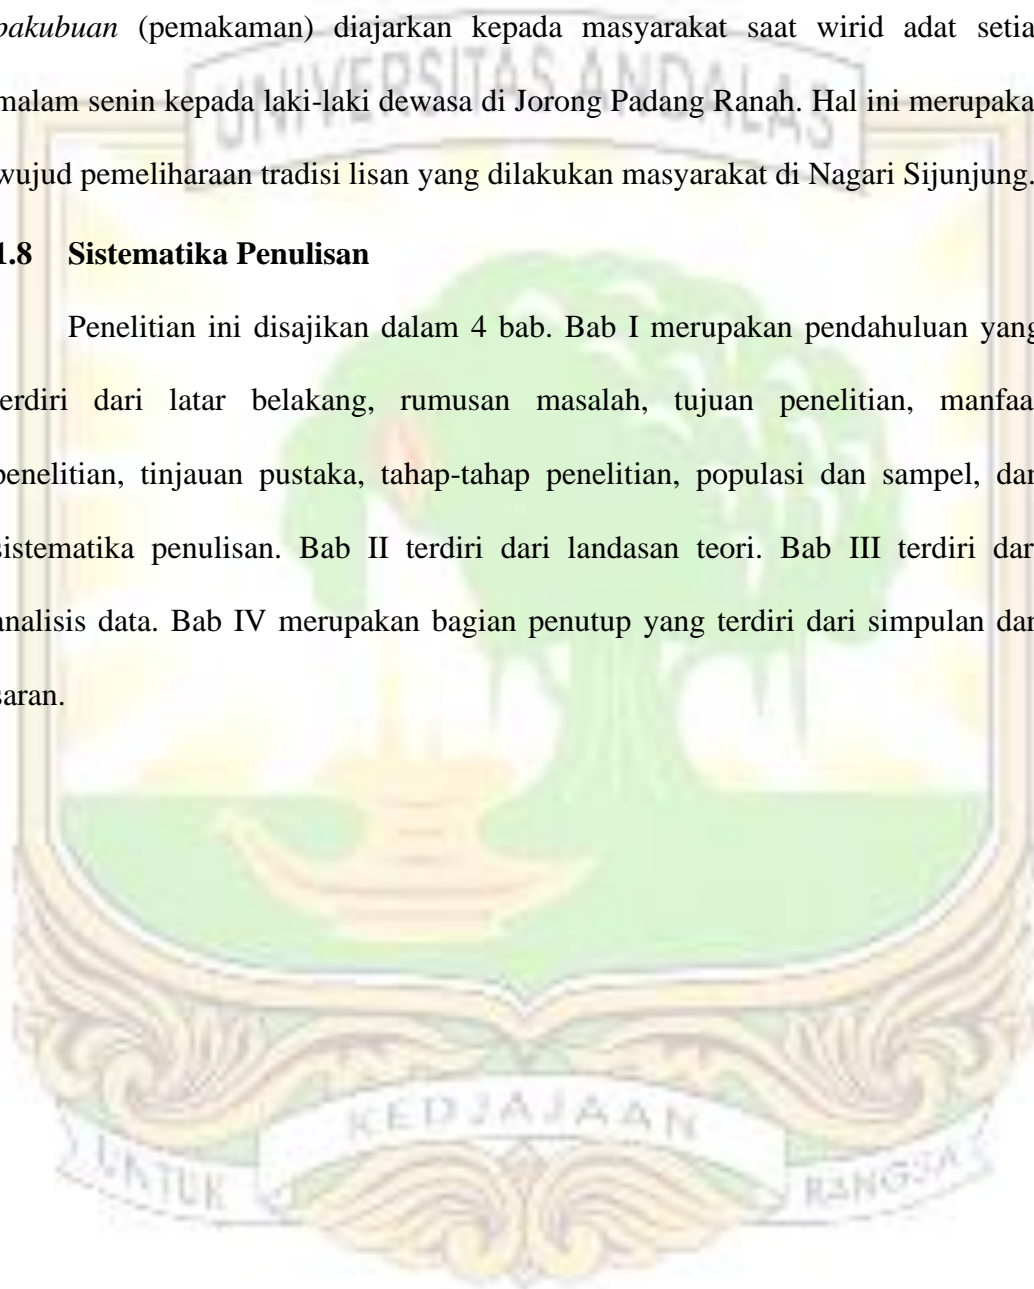 pakubuan (pemakaman) diajarkan kepada masyarakat saat wirid adat setia
malam senin kepada laki-laki dewasa di Jorong Padang Ranah. Hal ini merupaka
wujud pemeliharaan tradisi lisan yang dilakukan masyarakat di Nagari Sijunjung.
1.8 Sistematika Penulisan
Penelitian ini disajikan dalam 4 bab. Bab I merupakan pendahuluan yang
terdiri dari latar belakang, rumusan masalah, tujuan penelitian, manfaa
penelitian, tinjauan pustaka, tahap-tahap penelitian, populasi dan sampel, dan
sistematika penulisan. Bab II terdiri dari landasan teori. Bab III terdiri dar
analisis data. Bab IV merupakan bagian penutup yang terdiri dari simpulan dan
saran.
UNIVERSITAS ANDALAS
UNTUK KEDJAJAAN BANGSA